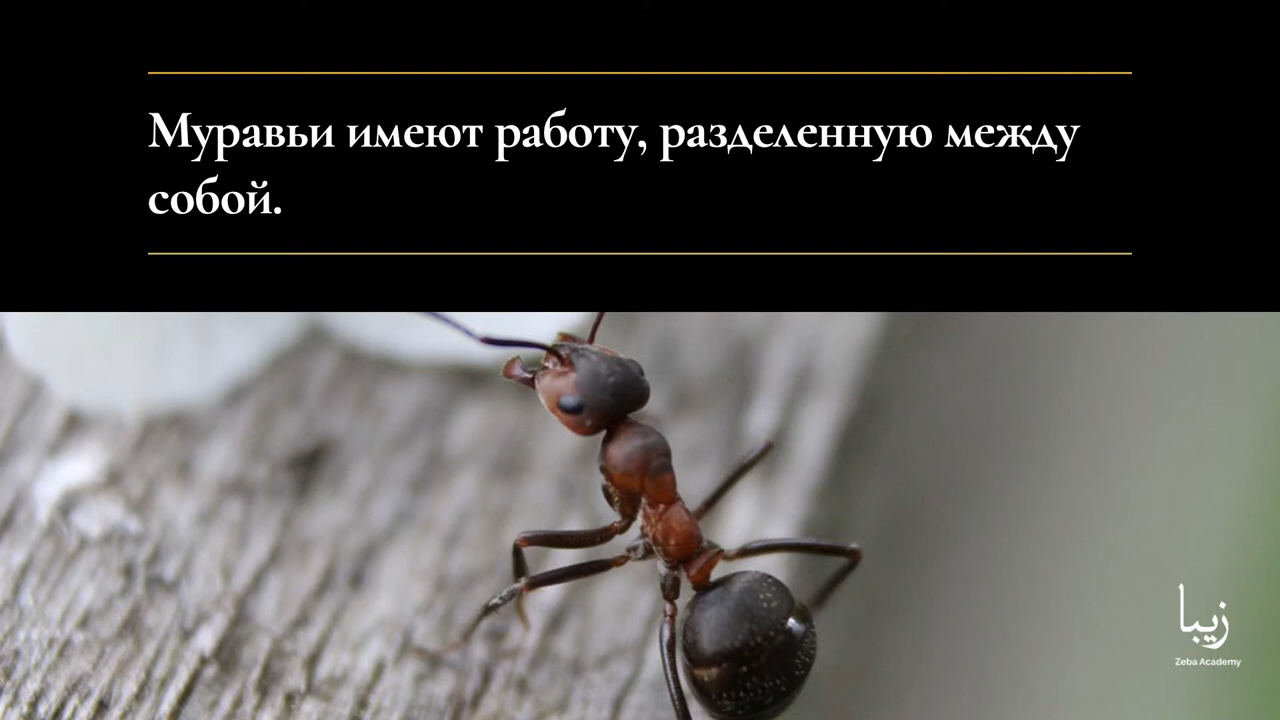 Муравьи имеют работу, разделенную между
собой.
زيبا
Zeba Academy